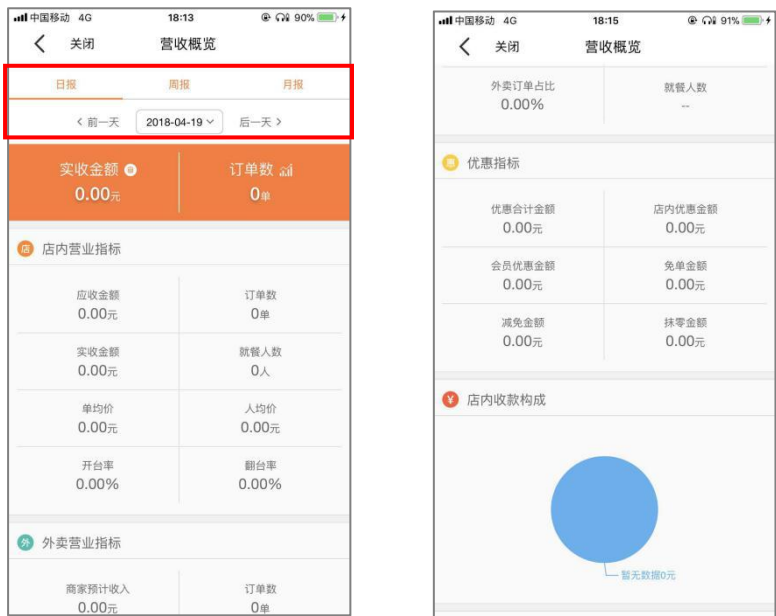 中国移动 4G 18:13 90%
关闭 营收概览
日报 周报 月报
前一天 2018-04-19 后一天
实收金额 订单数
0.00元 0单
店 店内营业指标
应收金额 订单数
0.00元 0单
实收金额 就餐人数
0.00元 0人
单均价 人均价
0.00元 0.00元
开台率 翻台率
0.00% 0.00%
外 外卖营业指标
商家预计收入 订单数
0.00元 0单
中国移动 4G 18:15 91%
关闭 营收概览
外卖订单占比 就餐人数
0.00% --
优惠指标
优惠合计金额 店内优惠金额
0.00元 0.00元
会员优惠金额 免单金额
0.00元 0.00元
减免金额 抹零金额
0.00元 0.00元
¥ 店内收款构成
暂无数据0元